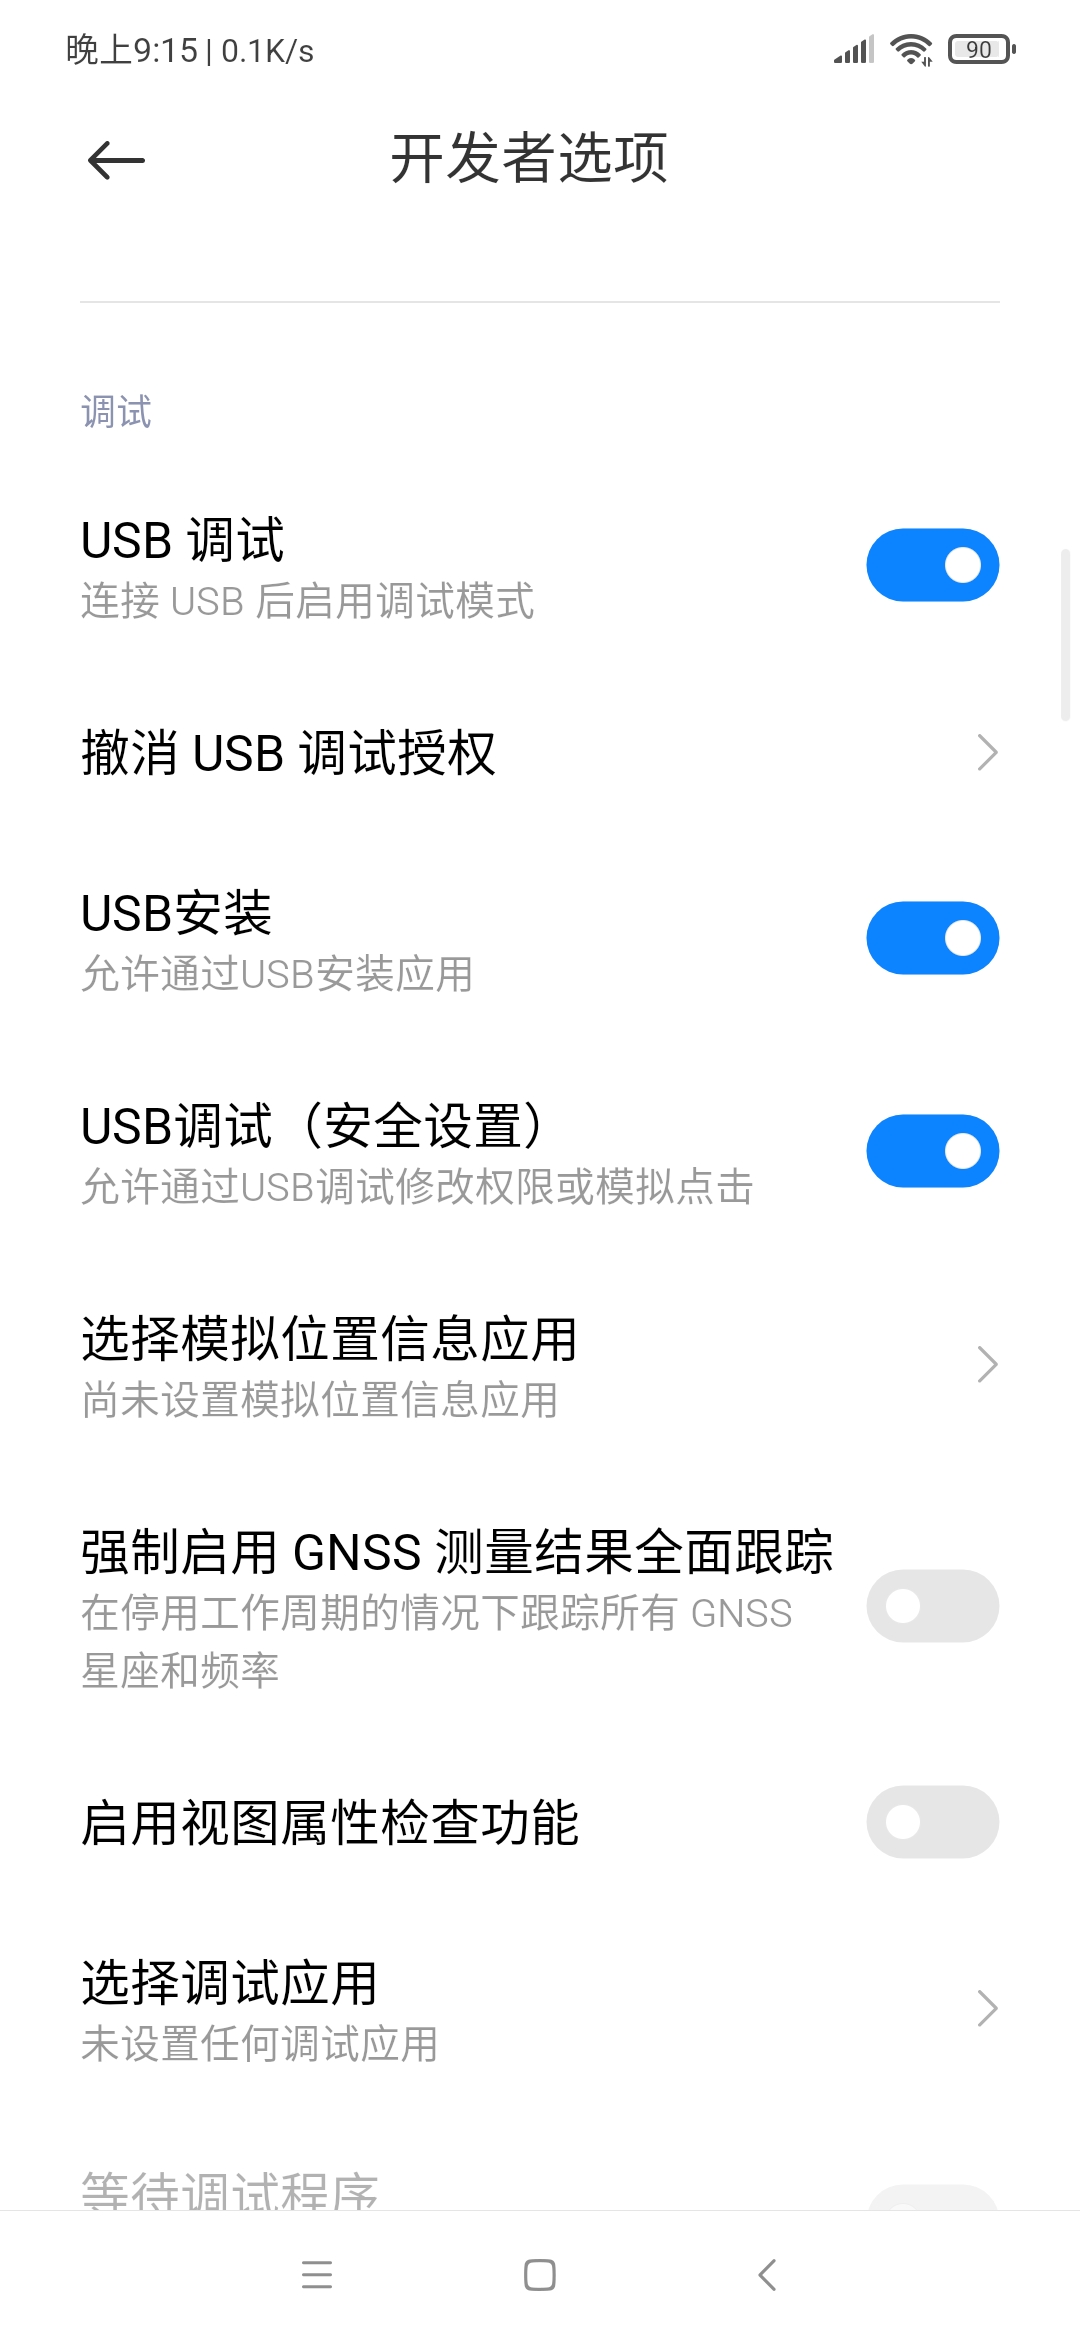 晚上9:15 | 0.1K/s
90
开发者选项
调试
USB 调试
连接 USB 后启用调试模式
撤消 USB 调试授权
USB安装
允许通过USB安装应用
USB调试（安全设置）
允许通过USB调试修改权限或模拟点击
选择模拟位置信息应用
尚未设置模拟位置信息应用
强制启用 GNSS 测量结果全面跟踪
在停用工作周期的情况下跟踪所有 GNSS
星座和频率
启用视图属性检查功能
选择调试应用
未设置任何调试应用
等待调试程序